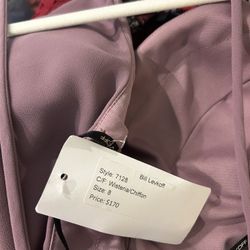 Style: 7128 Bill Levkoff
C/F: Wisteria/Chiffon
Size: 8
Price: $170